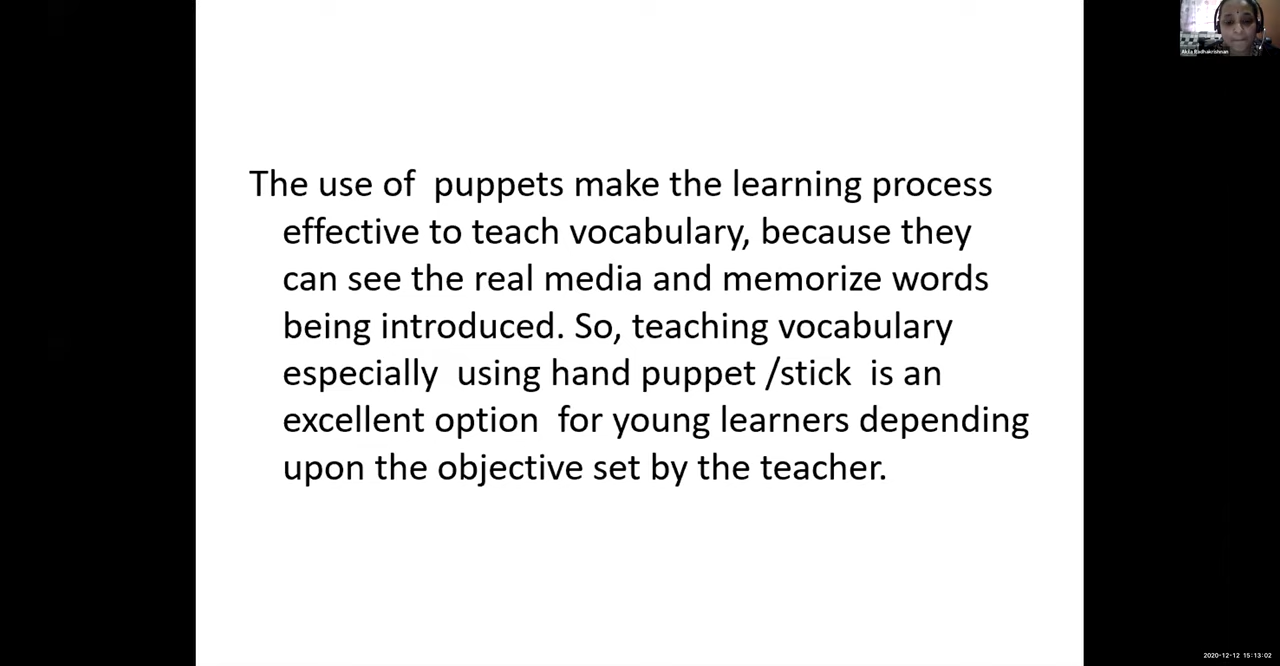 Akila Radhakrishnan
The use of  puppets make the learning process
effective to teach vocabulary, because they
can see the real media and memorize words
being introduced. So, teaching vocabulary
especially  using hand puppet /stick  is an
excellent option  for young learners depending
upon the objective set by the teacher.
2020-12-12  15:13:02